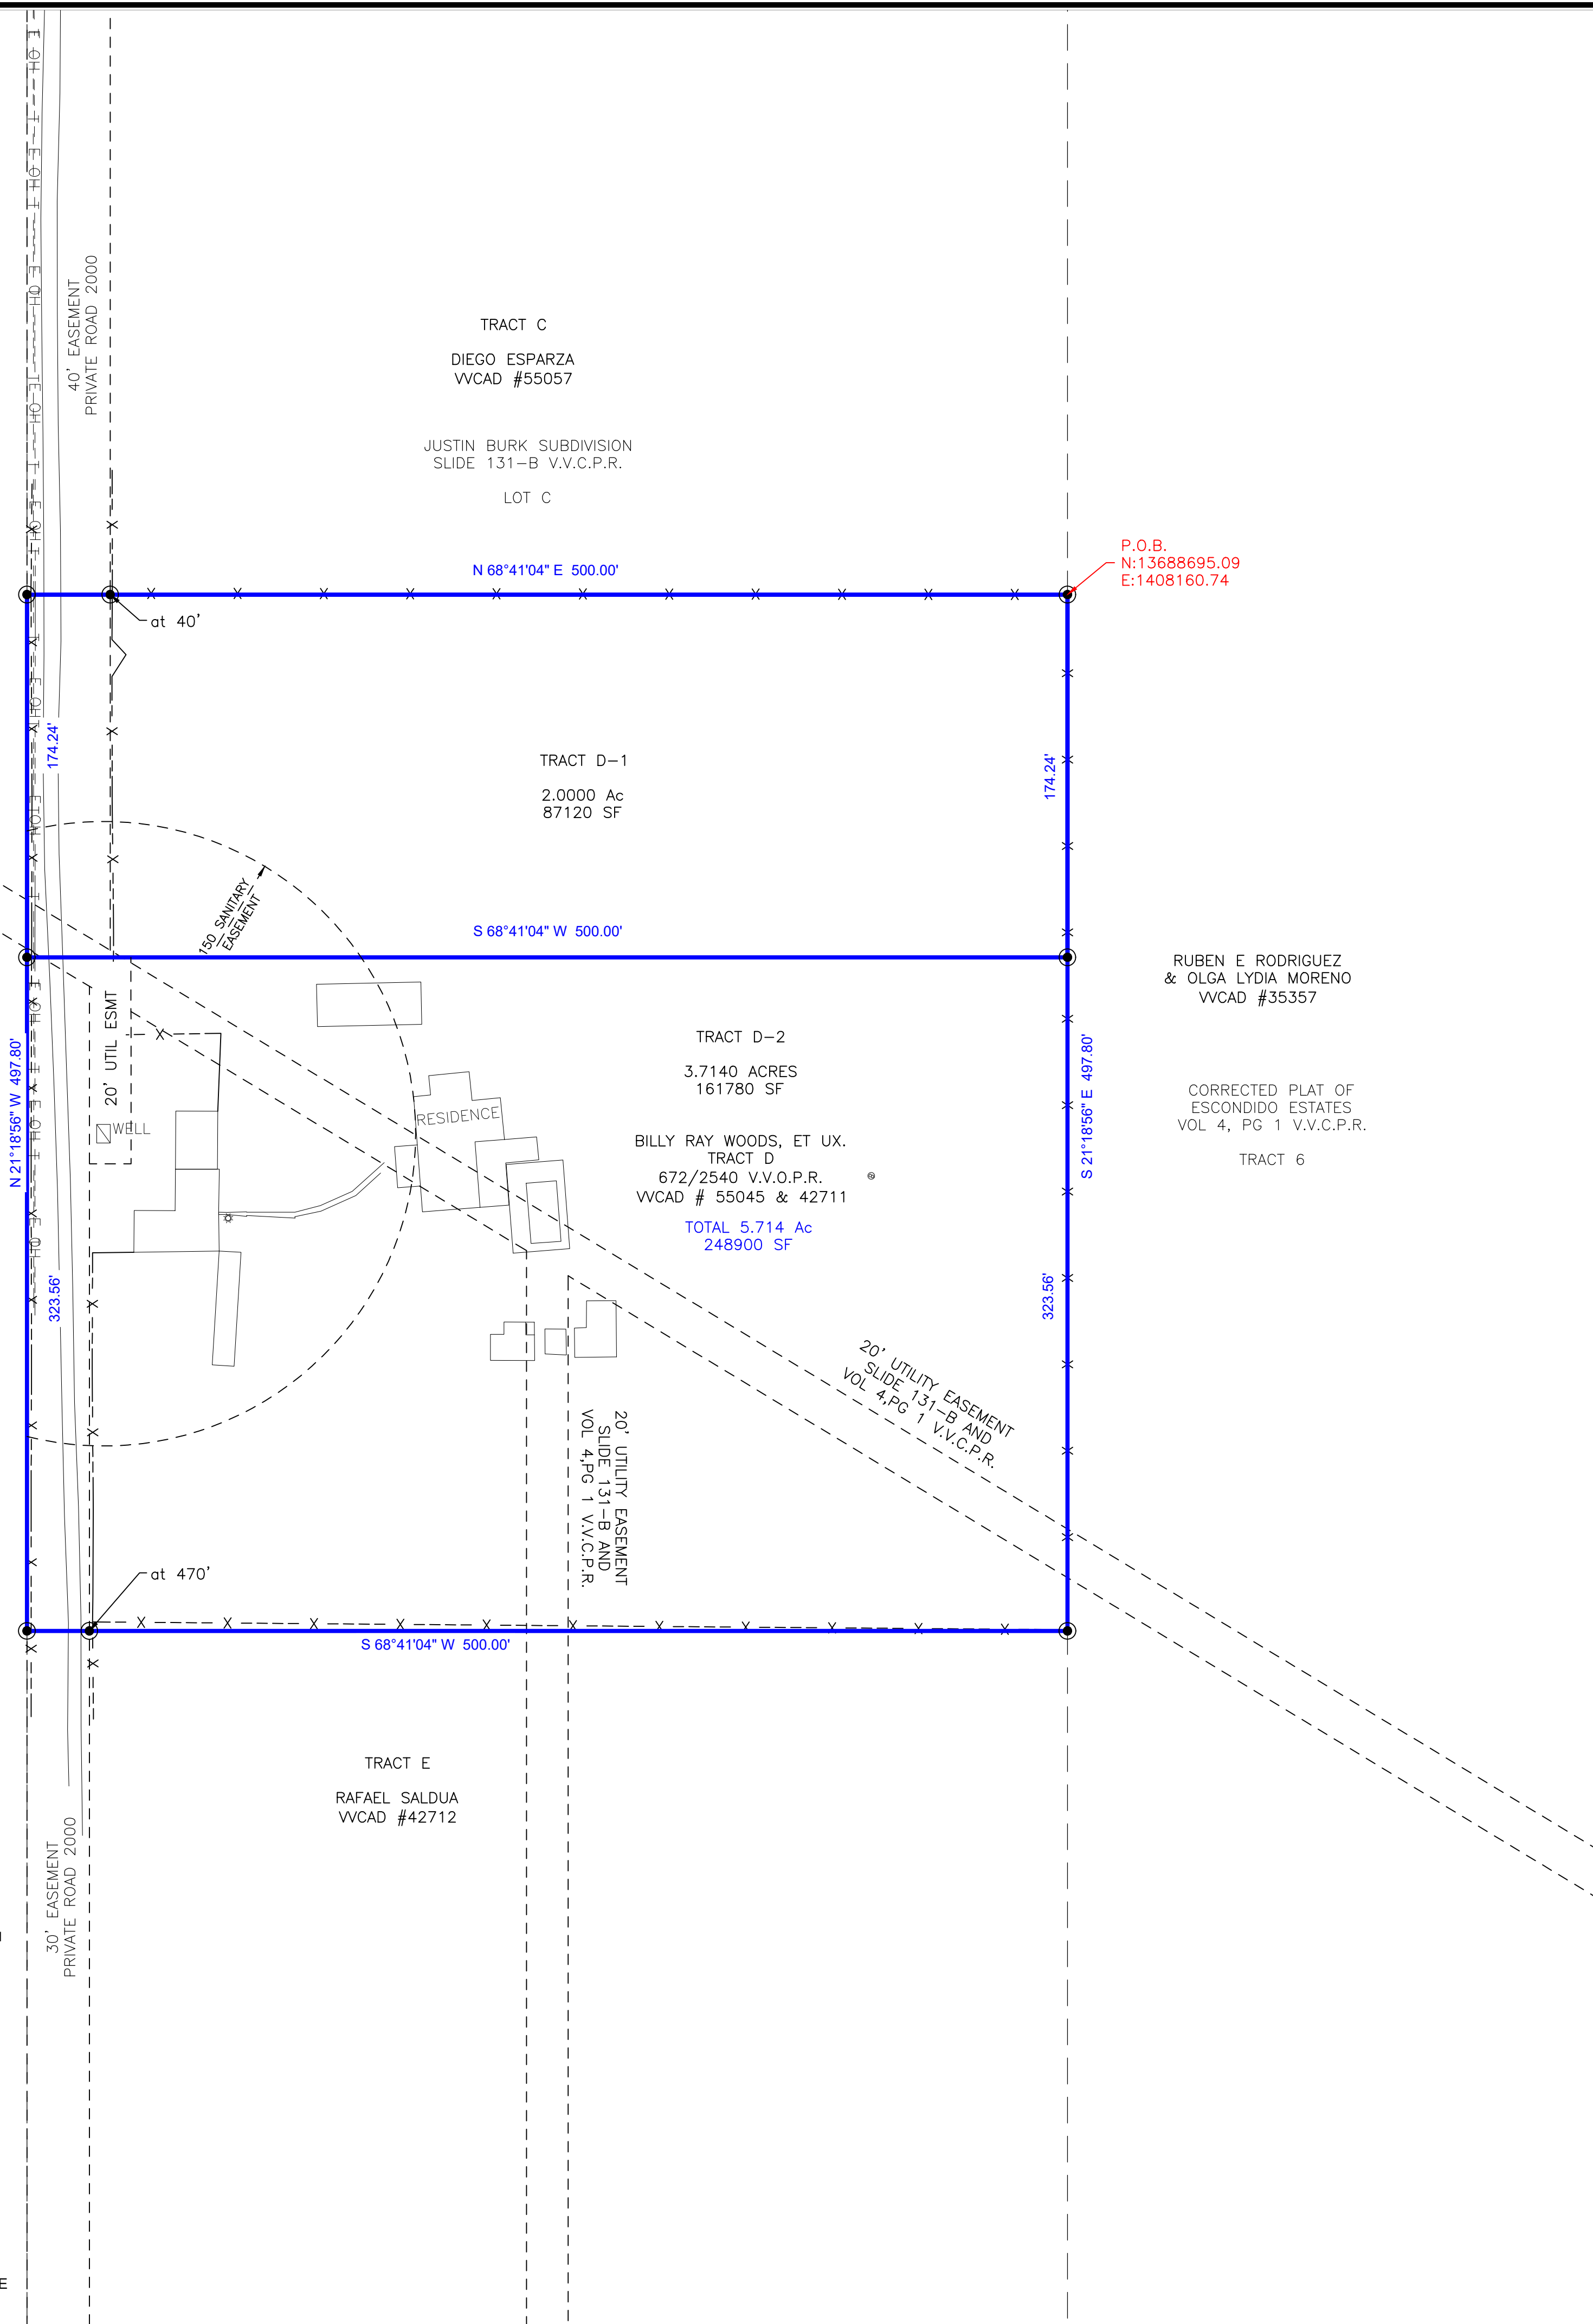 40' EASEMENT
PRIVATE ROAD 2000
TRACT C
DIEGO ESPARZA
VVCAD #55057
JUSTIN BURK SUBDIVISION
SLIDE 131-B V.V.C.P.R.
LOT C
P.O.B.
N:13688695.09
E:1408160.74
N 68°41'04" E 500.00'
at 40'
174.24'
174.24'
TRACT D-1
2.0000 Ac
87120 SF
150 SANITARY
EASEMENT
S 68°41'04" W 500.00'
RUBEN E RODRIGUEZ
& OLGA LYDIA MORENO
VVCAD #35357
CORRECTED PLAT OF
ESCONDIDO ESTATES
VOL 4, PG 1 V.V.C.P.R.
TRACT 6
N 21°18'56" W 497.80'
S 21°18'56" E 497.80'
20' UTIL ESMT
WELL
RESIDENCE
TRACT D-2
3.7140 ACRES
161780 SF
BILLY RAY WOODS, ET UX.
TRACT D
672/2540 V.V.O.P.R.
VVCAD # 55045 & 42711
TOTAL 5.714 Ac
248900 SF
323.56'
323.56'
20' UTILITY EASEMENT
SLIDE 131-B AND
VOL 4,PG 1 V.V.C.P.R.
20' UTILITY EASEMENT
SLIDE 131-B AND
VOL 4,PG 1 V.V.C.P.R.
at 470'
S 68°41'04" W 500.00'
TRACT E
RAFAEL SALDUA
VVCAD #42712
30' EASEMENT
PRIVATE ROAD 2000
E